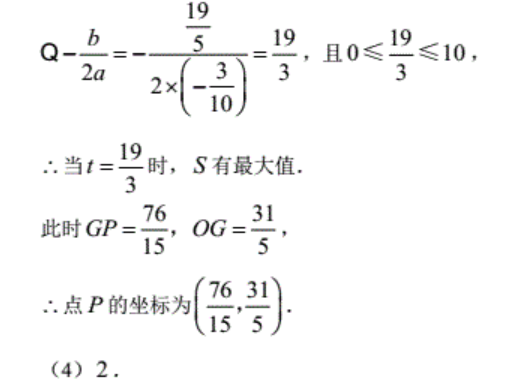 Q −b/2a = −(19/5)/(2×(−3/10)) = 19/3，且 0≤19/3≤10，
∴当 t=19/3 时，S 有最大值.
此时 GP=76/15，OG=31/5，
∴点 P 的坐标为(76/15,31/5).
（4）2.